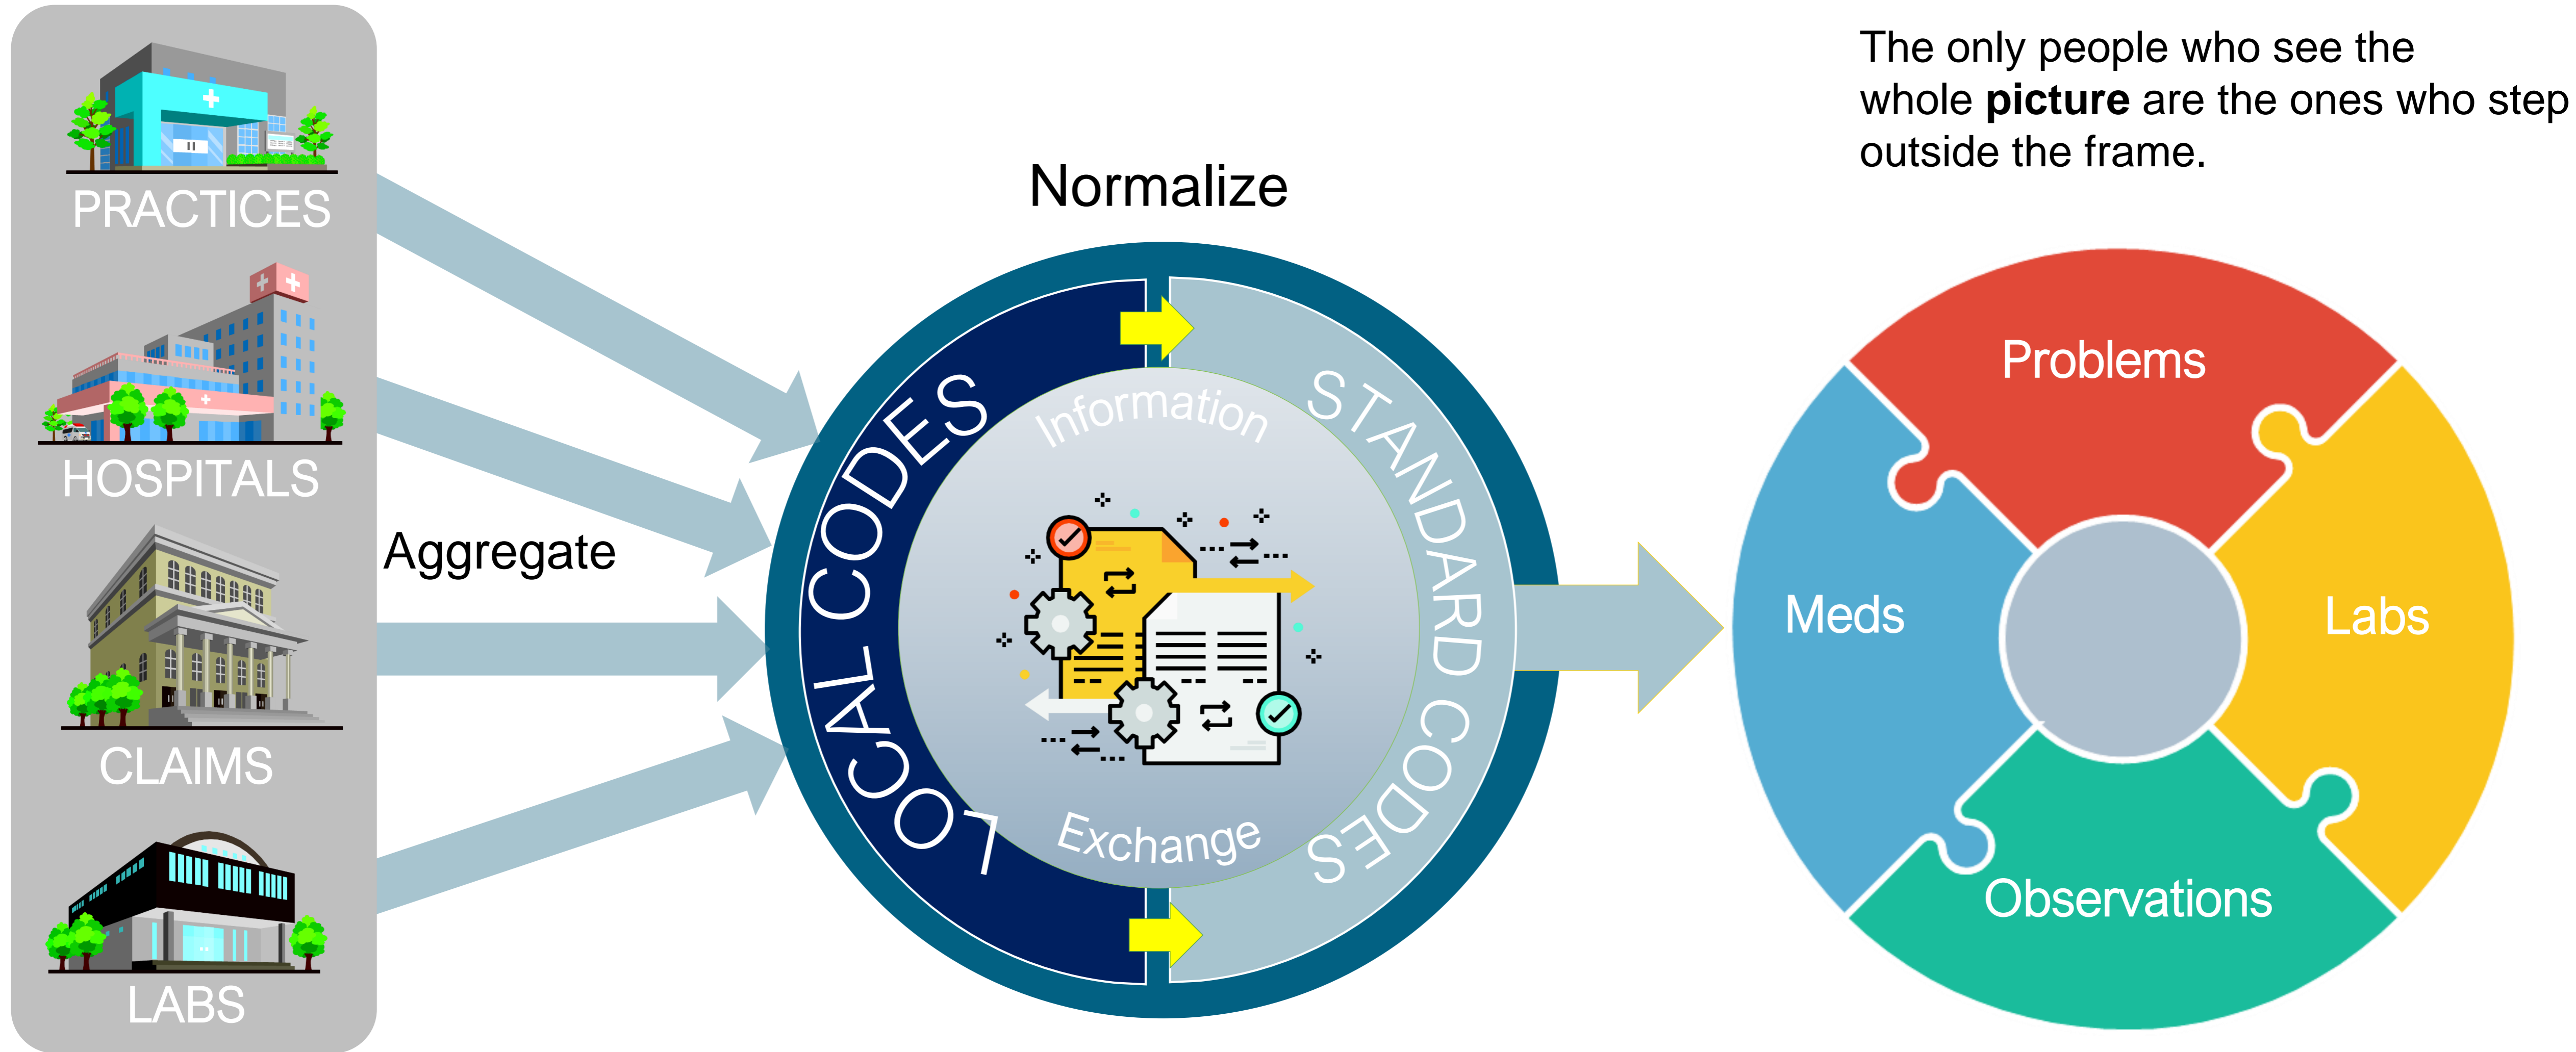 PRACTICES
HOSPITALS
CLAIMS
LABS
Aggregate
Normalize
LOCAL CODES
STANDARD CODES
Information
Exchange
The only people who see the
whole picture are the ones who step
outside the frame.
Problems
Meds
Labs
Observations